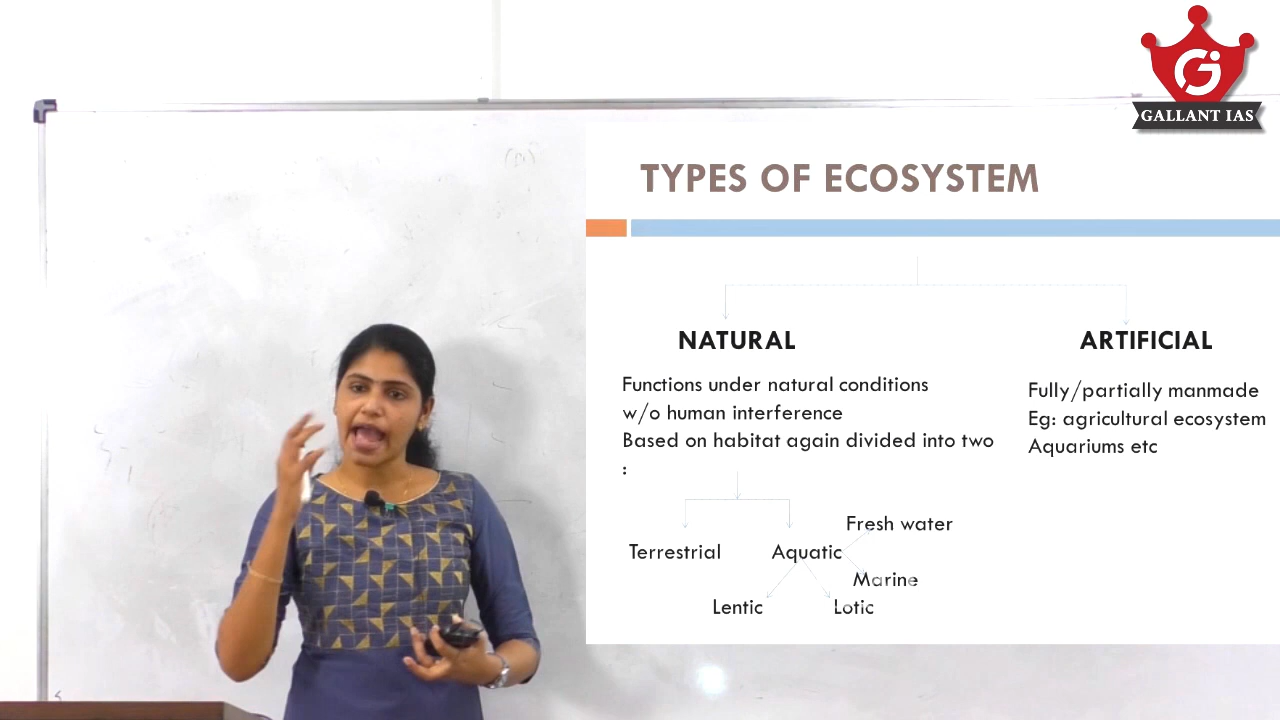 GALLANT IAS
TYPES OF ECOSYSTEM
NATURAL
Functions under natural conditions
w/o human interference
Based on habitat again divided into two
:
Terrestrial
Aquatic
Fresh water
Marine
Lentic
Lotic
ARTIFICIAL
Fully/partially manmade
Eg: agricultural ecosystem
Aquariums etc